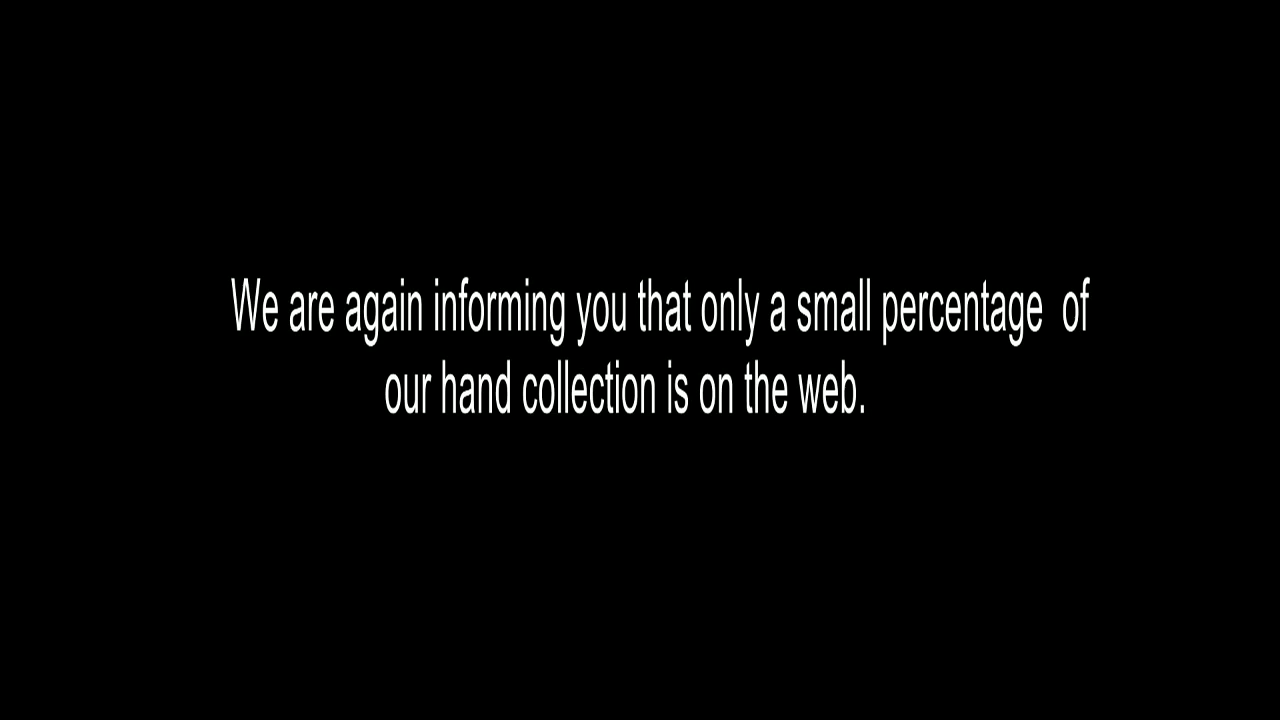 We are again informing you that only a small percentage  of
our hand collection is on the web.